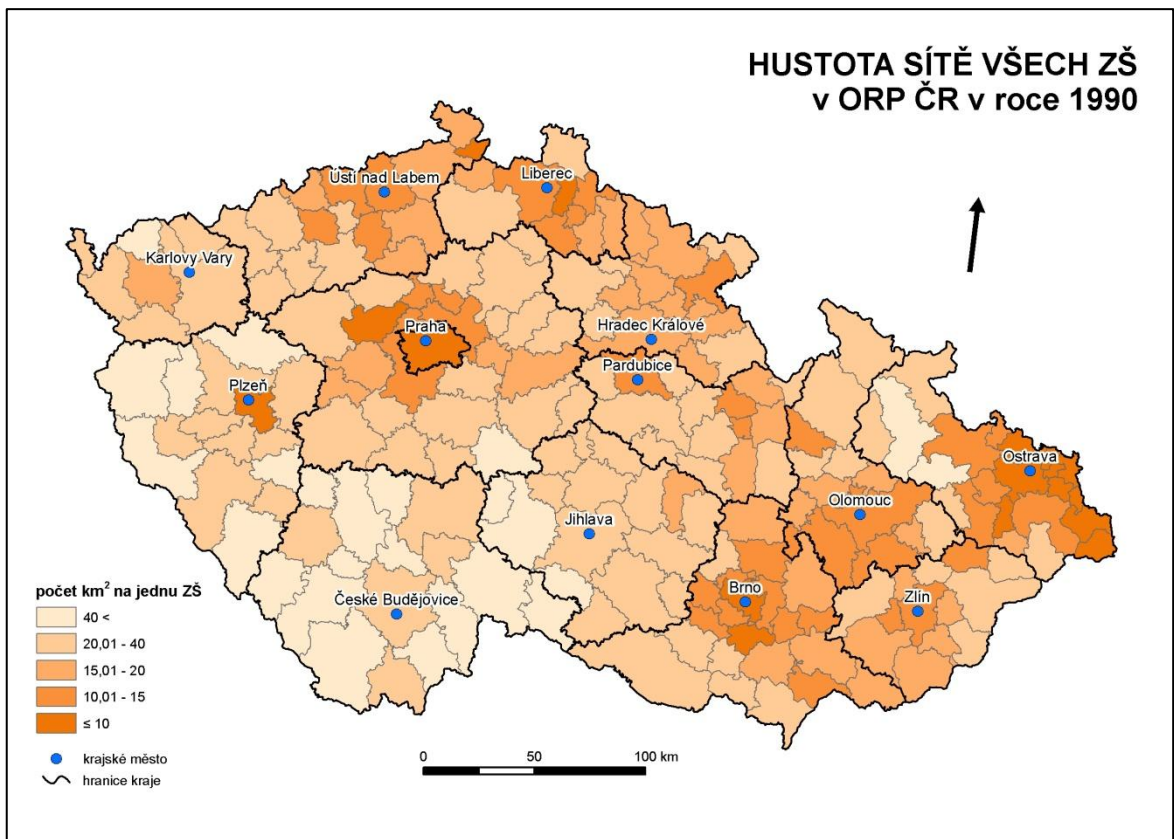 HUSTOTA SÍTĚ VŠECH ZŠ
v ORP ČR v roce 1990
Ústí nad Labem
Liberec
Karlovy Vary
Praha
Hradec Králové
Pardubice
Plzeň
Ostrava
Olomouc
Jihlava
Brno
Zlín
České Budějovice
počet km² na jednu ZŠ
40 <
20,01 - 40
15,01 - 20
10,01 - 15
≤ 10
krajské město
hranice kraje
0 50 100 km